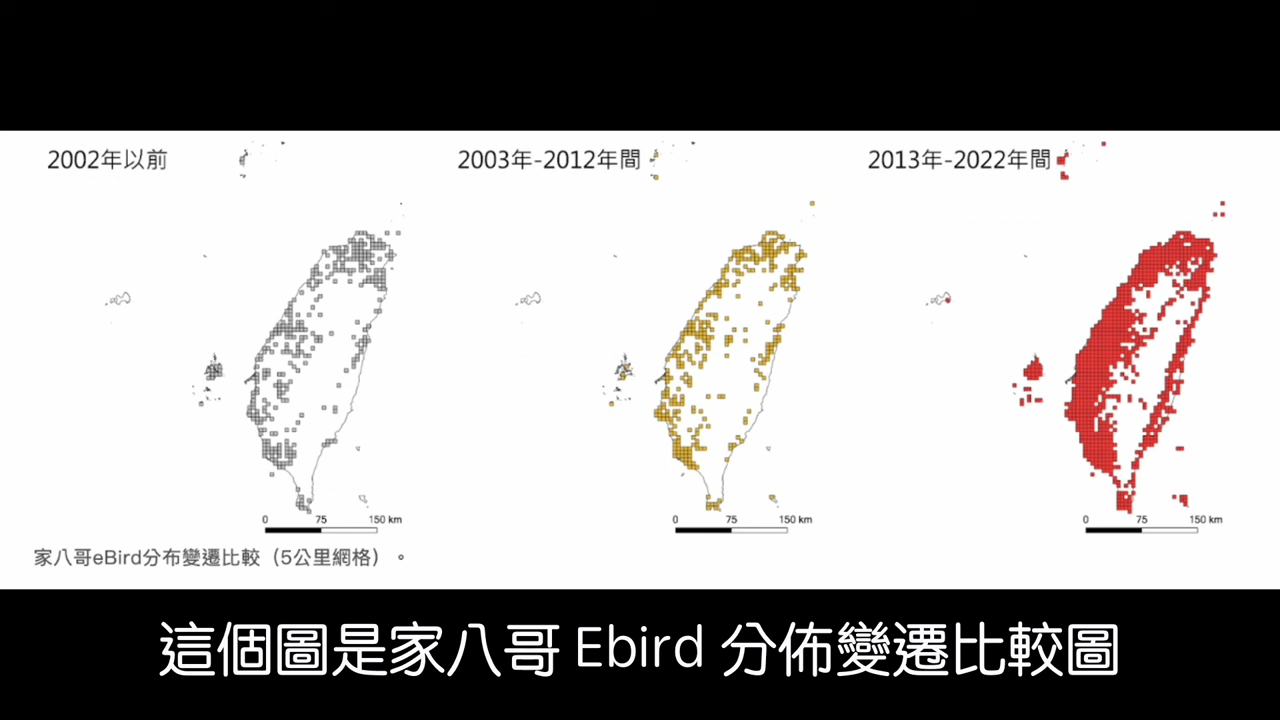 2002年以前
2003年-2012年間
2013年-2022年間
0 75 150 km
0 75 150 km
0 75 150 km
家八哥eBird分布變遷比較（5公里網格）。
這個圖是家八哥 Ebird 分佈變遷比較圖